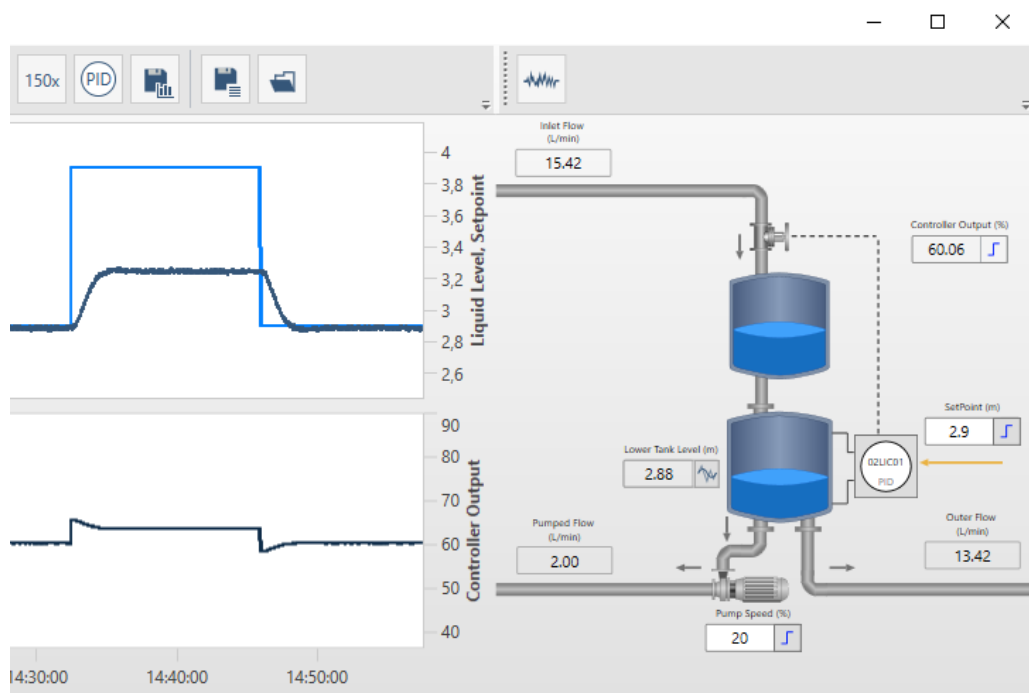 150x
PID
4
3,8
3,6
3,4
3,2
3
2,8
2,6
Liquid Level, Setpoint
90
80
70
60
50
40
Controller Output
14:30:00
14:40:00
14:50:00
Inlet Flow
(L/min)
15.42
Controller Output (%)
60.06
SetPoint (m)
2.9
Lower Tank Level (m)
2.88
02LIC01
PID
Pumped Flow
(L/min)
2.00
Outer Flow
(L/min)
13.42
Pump Speed (%)
20